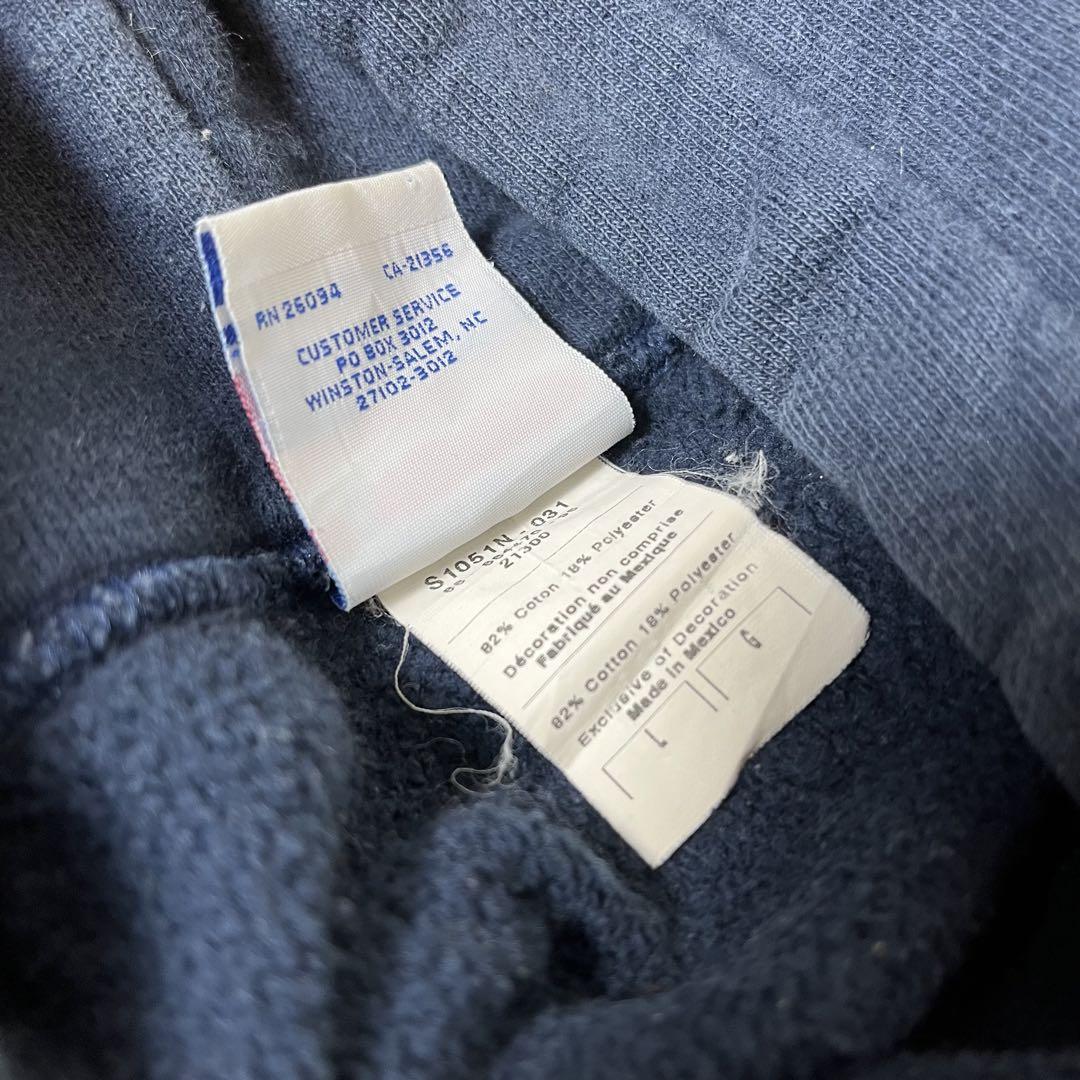 RN 26094 CA-21356
CUSTOMER SERVICE
PO BOX 3012
WINSTON-SALEM, NC
27102-3012
S1051N - 031
21300
82% Coton 18% Polyester
Décoration non comprise
Fabriqué au Mexique
82% Cotton 18% Polyester
Exclusive of Decoration
Made in Mexico
L G